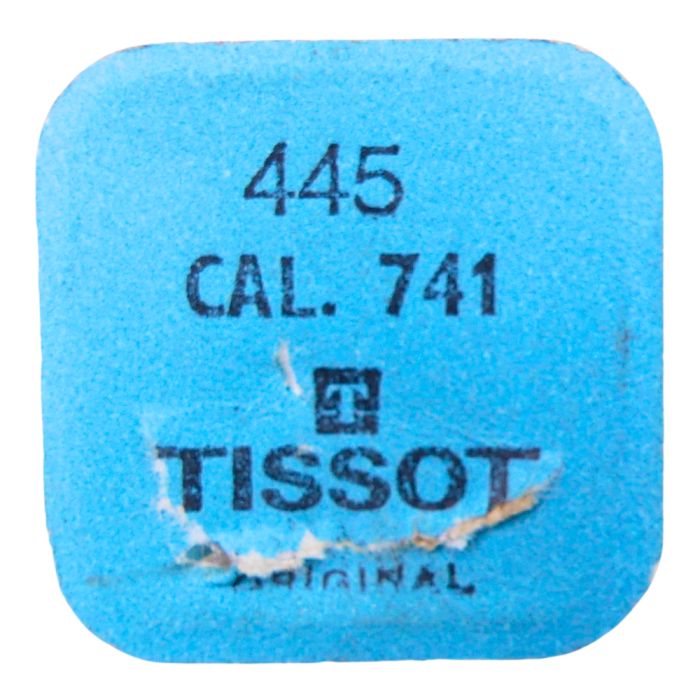 445
CAL. 741
T
TISSOT
ORIGINAL